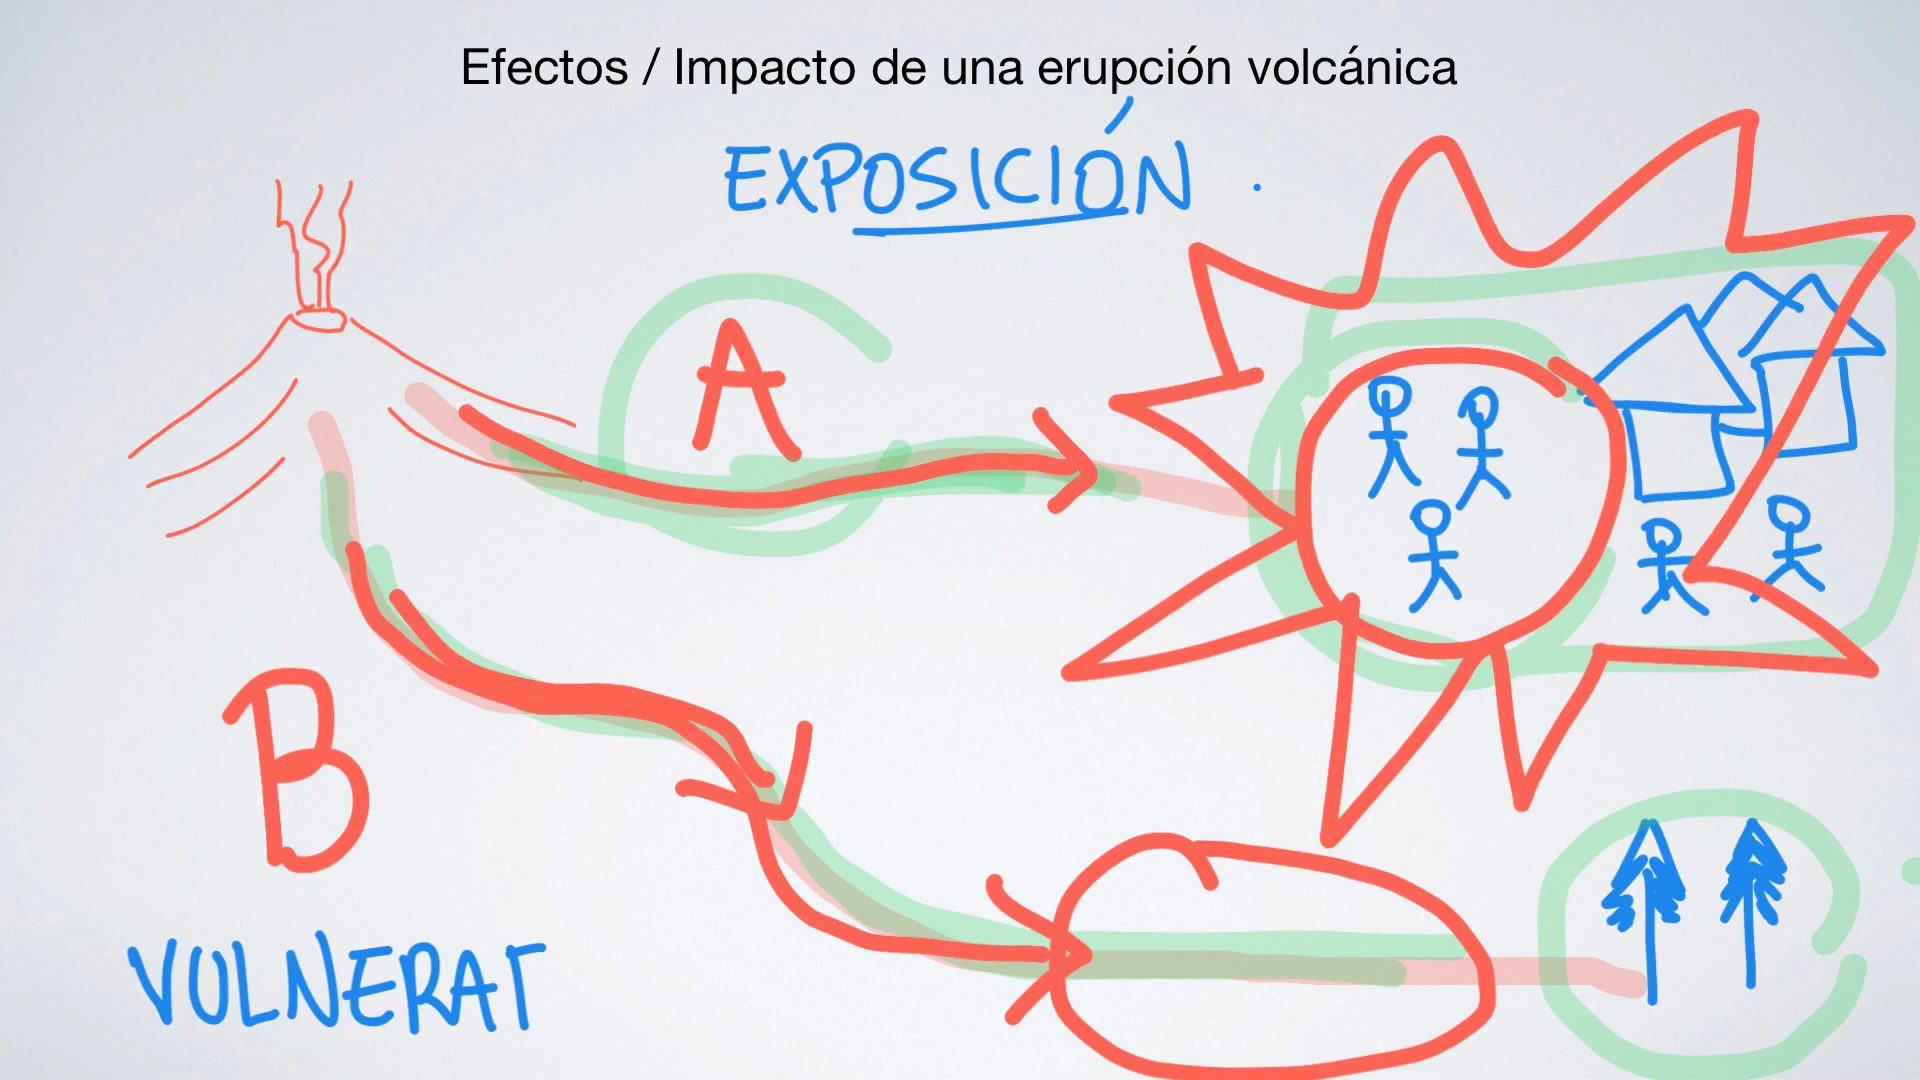 Efectos / Impacto de una erupción volcánica
EXPOSICIÓN
A
B
VULNERAT